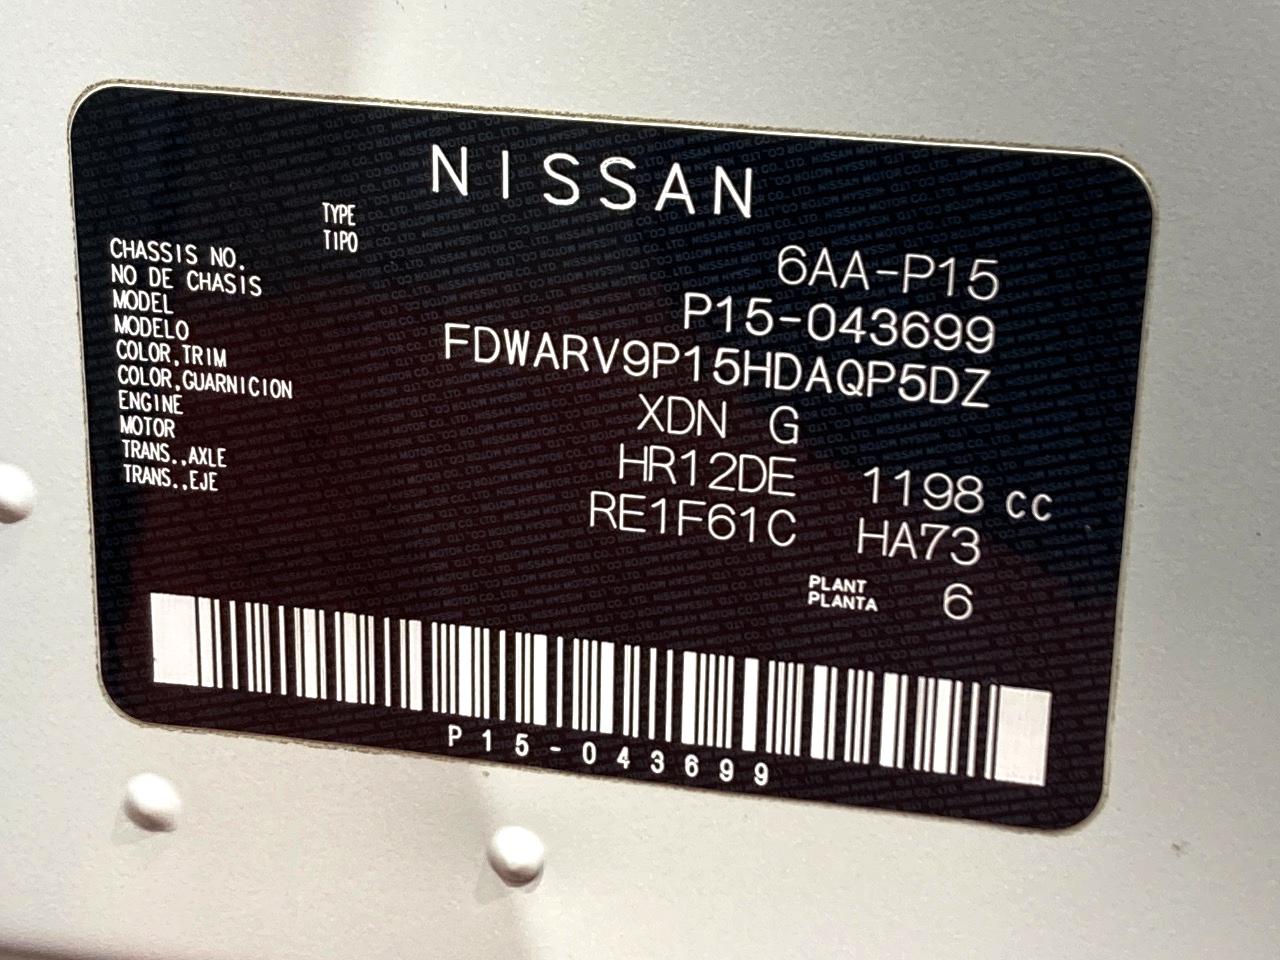 NISSAN
TYPE
TIPO
6AA-P15
CHASSIS NO.
NO DE CHASIS
P15-043699
MODEL
MODELO
FDWARV9P15HDAQP5DZ
COLOR,TRIM
COLOR,GUARNICION
XDN G
ENGINE
MOTOR
HR12DE 1198 CC
TRANS.,AXLE
TRANS.,EJE
RE1F61C HA73
PLANT
PLANTA
6
P15-043699